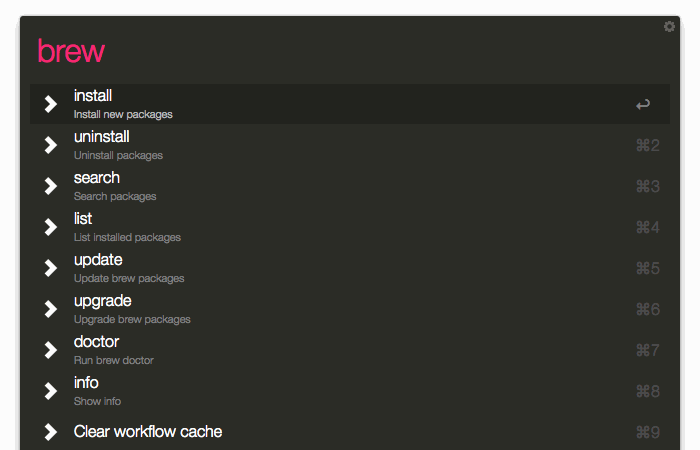 brew
install
Install new packages
↩
uninstall
Uninstall packages
⌘2
search
Search packages
⌘3
list
List installed packages
⌘4
update
Update brew packages
⌘5
upgrade
Upgrade brew packages
⌘6
doctor
Run brew doctor
⌘7
info
Show info
⌘8
Clear workflow cache
⌘9